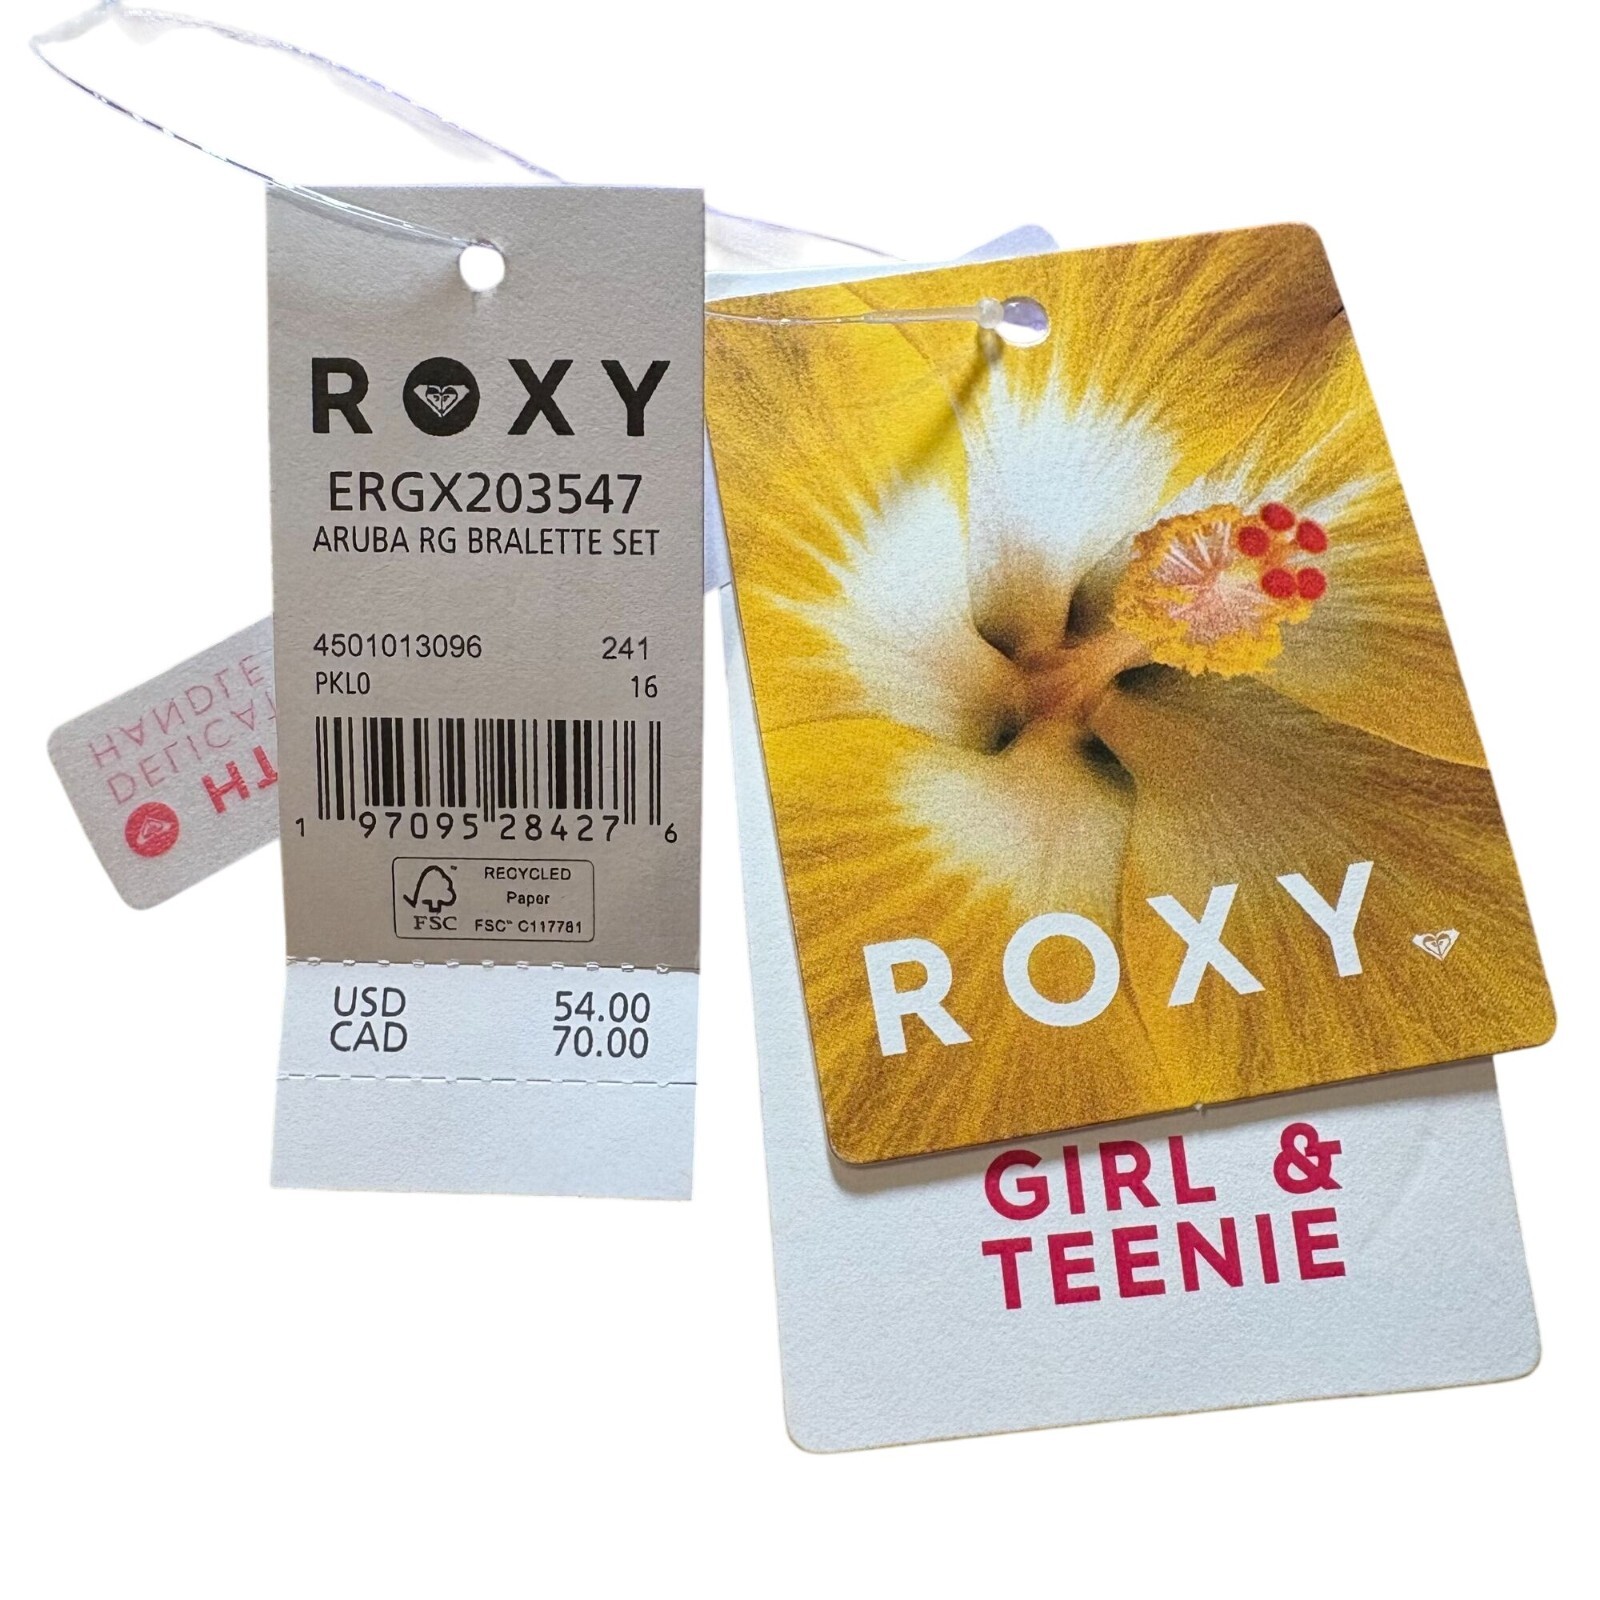 ROXY
ERGX203547
ARUBA RG BRALETTE SET
4501013096 241
PKL0 16
1 97095 28427 6
RECYCLED
Paper
FSC™ C117781
FSC
USD 54.00
CAD 70.00
HANDLE
ROXY
GIRL &
TEENIE